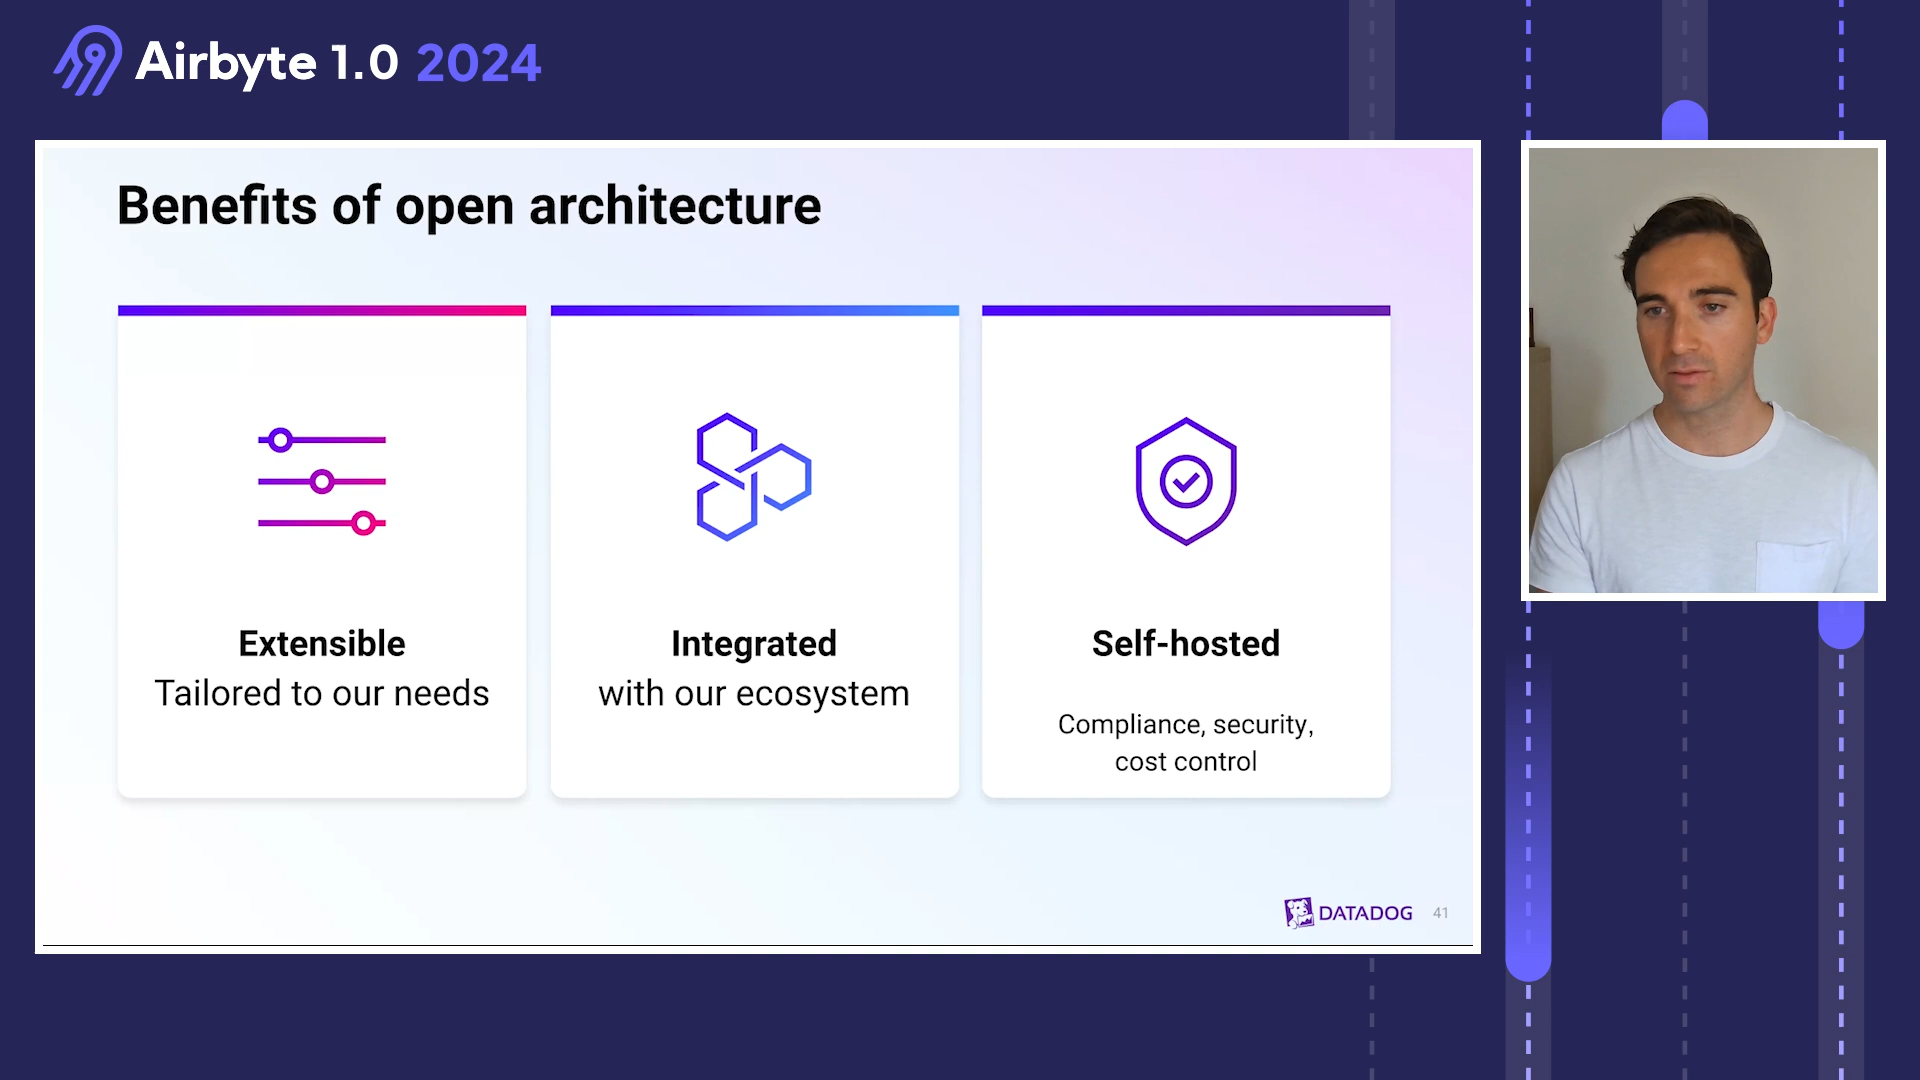 Airbyte 1.0 2024
Benefits of open architecture
Extensible
Tailored to our needs
Integrated
with our ecosystem
Self-hosted
Compliance, security,
cost control
DATADOG
41